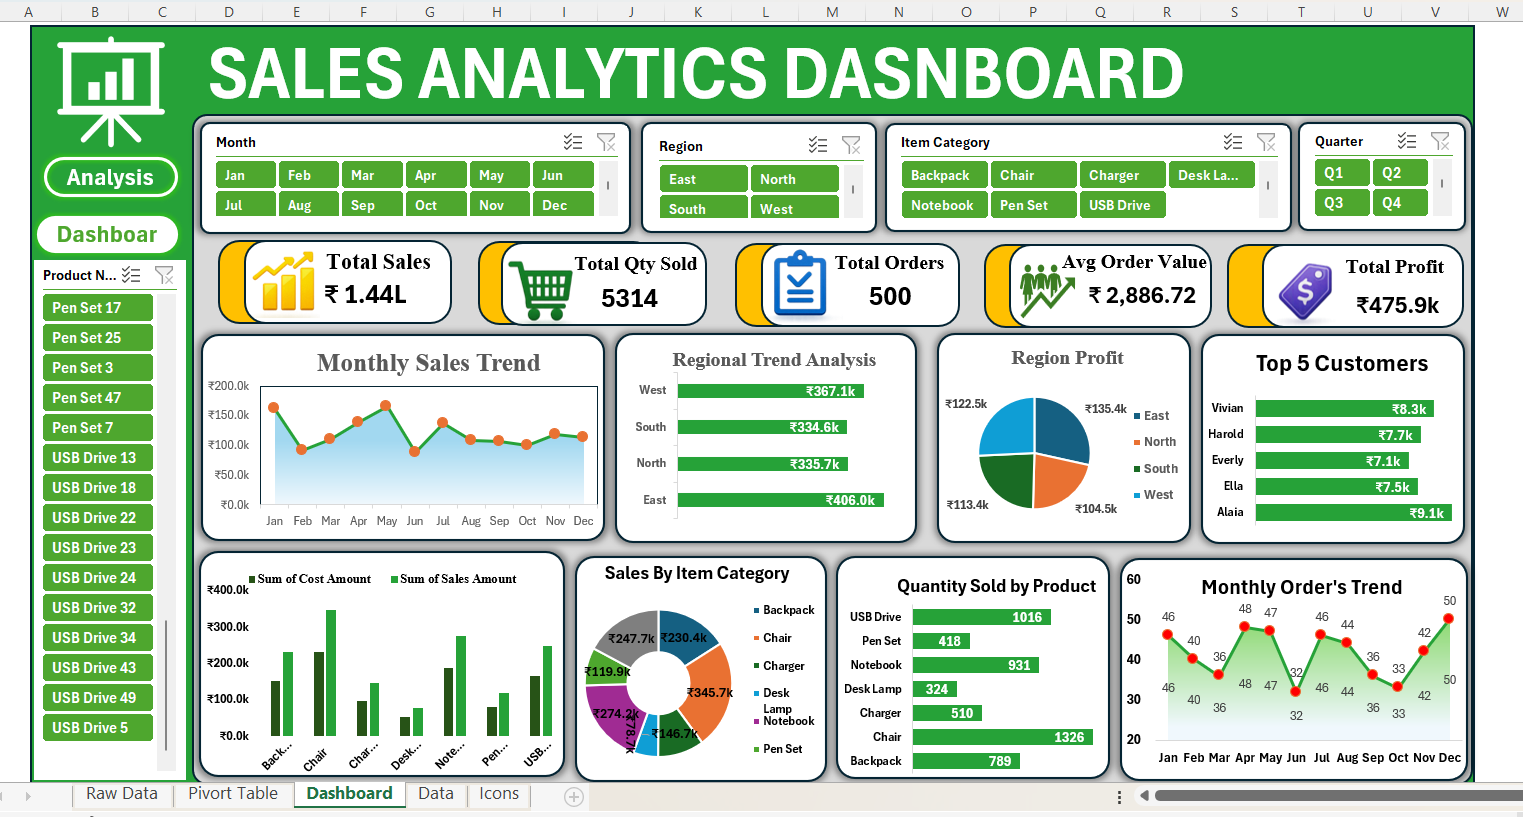 A B C D E F G H I J K L M N O P Q R S T U V W
SALES ANALYTICS DASNBOARD
Analysis
Dashboar
Month
Jan Feb Mar Apr May Jun
Jul Aug Sep Oct Nov Dec
Region
East North
South West
Item Category
Backpack Chair Charger Desk La...
Notebook Pen Set USB Drive
Quarter
Q1 Q2
Q3 Q4
Product N...
Pen Set 17
Pen Set 25
Pen Set 3
Pen Set 47
Pen Set 7
USB Drive 13
USB Drive 18
USB Drive 22
USB Drive 23
USB Drive 24
USB Drive 32
USB Drive 34
USB Drive 43
USB Drive 49
USB Drive 5
Total Sales
₹ 1.44L
Total Qty Sold
5314
Total Orders
500
Avg Order Value
₹ 2,886.72
$
Total Profit
₹475.9k
Monthly Sales Trend
₹200.0k
₹150.0k
₹100.0k
₹50.0k
₹0.0k
Jan Feb Mar Apr May Jun Jul Aug Sep Oct Nov Dec
Regional Trend Analysis
West ₹367.1k
South ₹334.6k
North ₹335.7k
East ₹406.0k
Region Profit
₹122.5k
₹135.4k
₹113.4k
₹104.5k
East
North
South
West
Top 5 Customers
Vivian ₹8.3k
Harold ₹7.7k
Everly ₹7.1k
Ella ₹7.5k
Alaia ₹9.1k
Sum of Cost Amount Sum of Sales Amount
₹400.0k
₹300.0k
₹200.0k
₹100.0k
₹0.0k
Back... Chair Char... Desk... Note... Pen... USB...
Sales By Item Category
₹247.7k ₹230.4k
₹119.9k
₹345.7k
₹274.2k
₹78.7k
₹146.7k
Backpack
Chair
Charger
Desk
Lamp
Notebook
Pen Set
Quantity Sold by Product
USB Drive 1016
Pen Set 418
Notebook 931
Desk Lamp 324
Charger 510
Chair 1326
Backpack 789
Monthly Order's Trend
60
50
40
30
20
46 40 36 48 47 32 46 44 36 33 42 50
46 40 36 48 47 32 46 44 36 33 42 50
Jan Feb Mar Apr May Jun Jul Aug Sep Oct Nov Dec
Raw Data Pivort Table Dashboard Data Icons